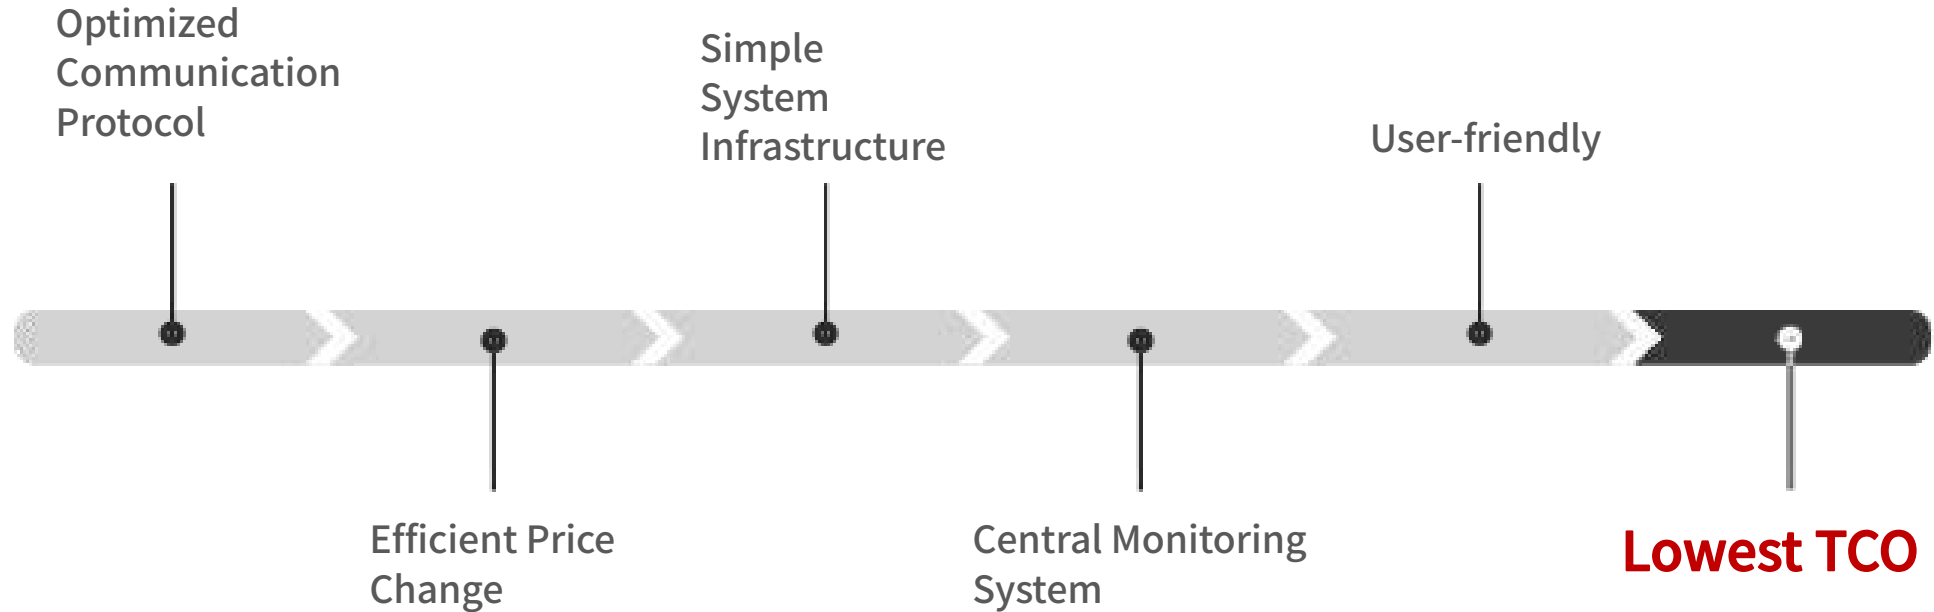 Optimized
Communication
Protocol
Efficient Price
Change
Simple
System
Infrastructure
Central Monitoring
System
User-friendly
Lowest TCO